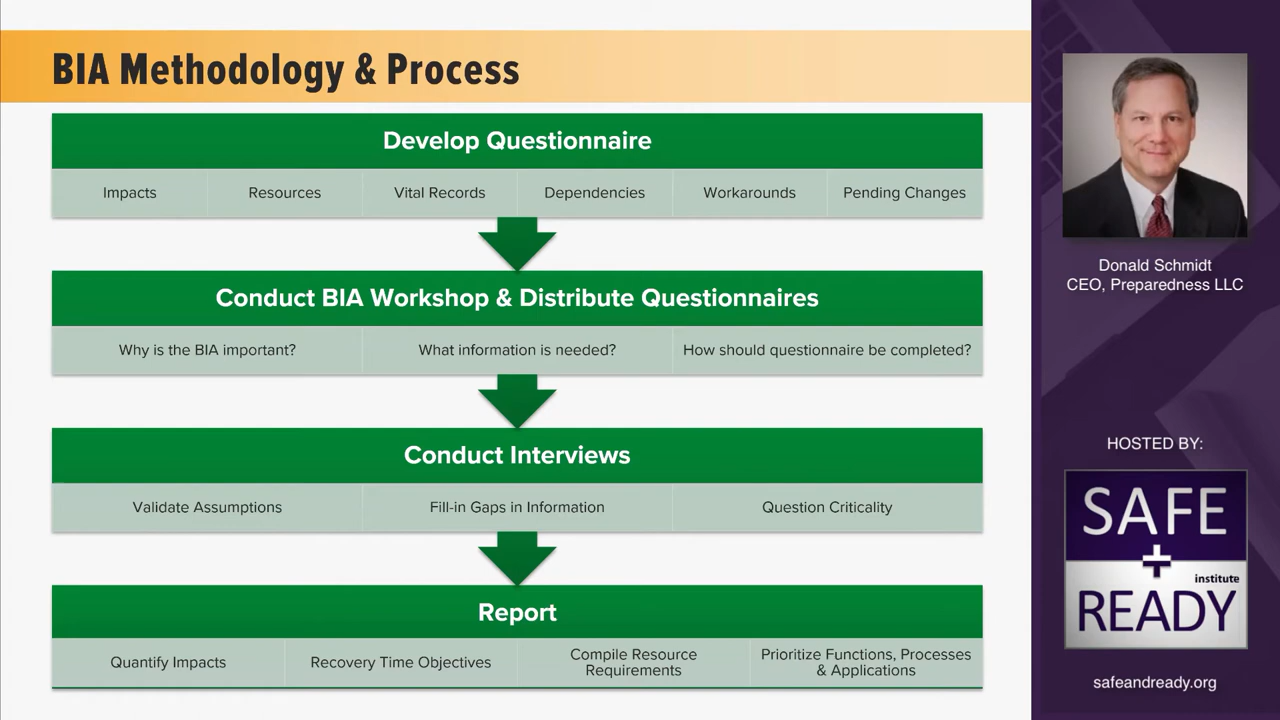 BIA Methodology & Process
Develop Questionnaire
Impacts
Resources
Vital Records
Dependencies
Workarounds
Pending Changes
Conduct BIA Workshop & Distribute Questionnaires
Why is the BIA important?
What information is needed?
How should questionnaire be completed?
Conduct Interviews
Validate Assumptions
Fill-in Gaps in Information
Question Criticality
Report
Quantify Impacts
Recovery Time Objectives
Compile Resource
Requirements
Prioritize Functions, Processes
& Applications
Donald Schmidt
CEO, Preparedness LLC
HOSTED BY:
SAFE
+
institute
READY
safeandready.org